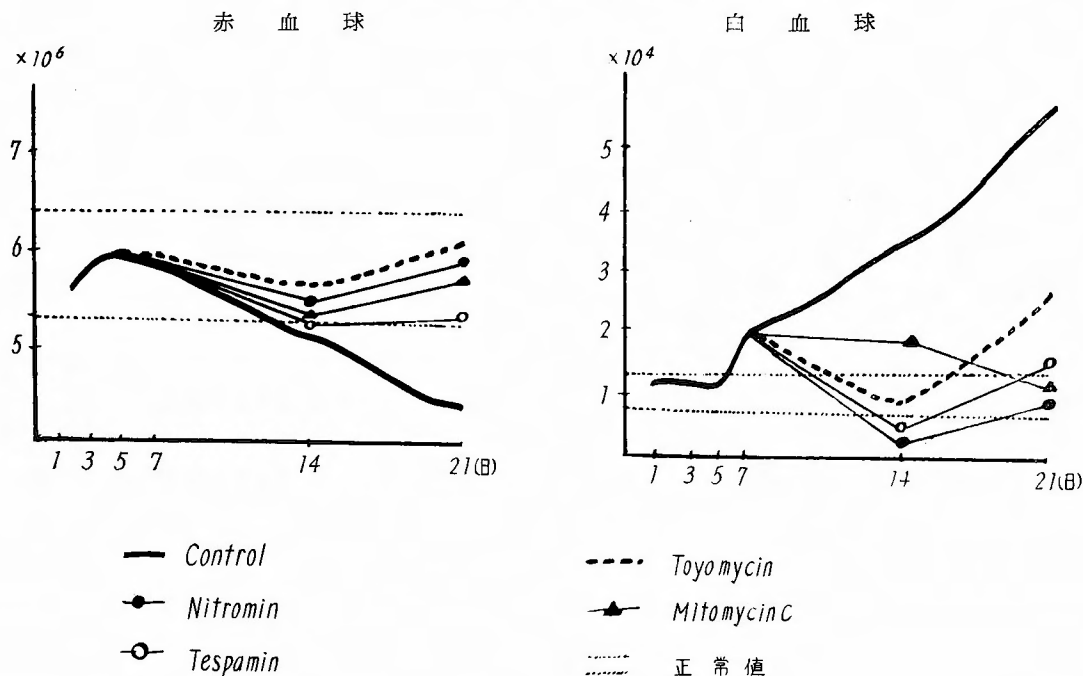 赤血球
×10⁶
7
6
5
1 3 5 7 14 21(日)
白血球
×10⁴
5
4
3
2
1
1 3 5 7 14 21(日)
Control
Nitromin
Tespamin
Toyomycin
Mitomycin C
正常値